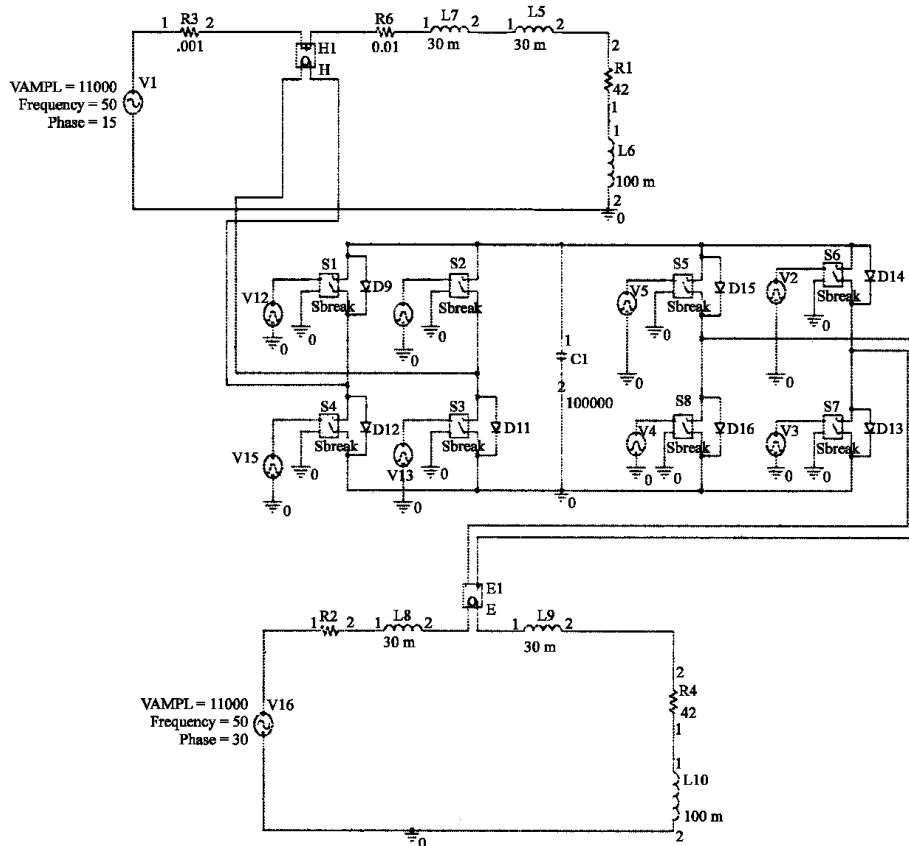 1 R3 2
.001
H1
H
R6
0.01
L7
1 2
30 m
L5
1 2
30 m
2
R1
42
1
1
L6
100 m
2
0
V1
VAMPL = 11000
Frequency = 50
Phase = 15
S1
Sbreak
D9
V12
0
0
S2
Sbreak
0
0
1
C1
2
100000
S5
Sbreak
D15
V5
0
0
S6
Sbreak
D14
V2
0
0
S4
Sbreak
D12
V15
0
0
S3
Sbreak
D11
V13
0
0
0
S8
Sbreak
D16
V4
0
0
S7
Sbreak
D13
V3
0
0
E1
E
R2
1 2
L8
1 2
30 m
L9
1 2
30 m
2
R4
42
1
1
L10
100 m
2
V16
VAMPL = 11000
Frequency = 50
Phase = 30
0